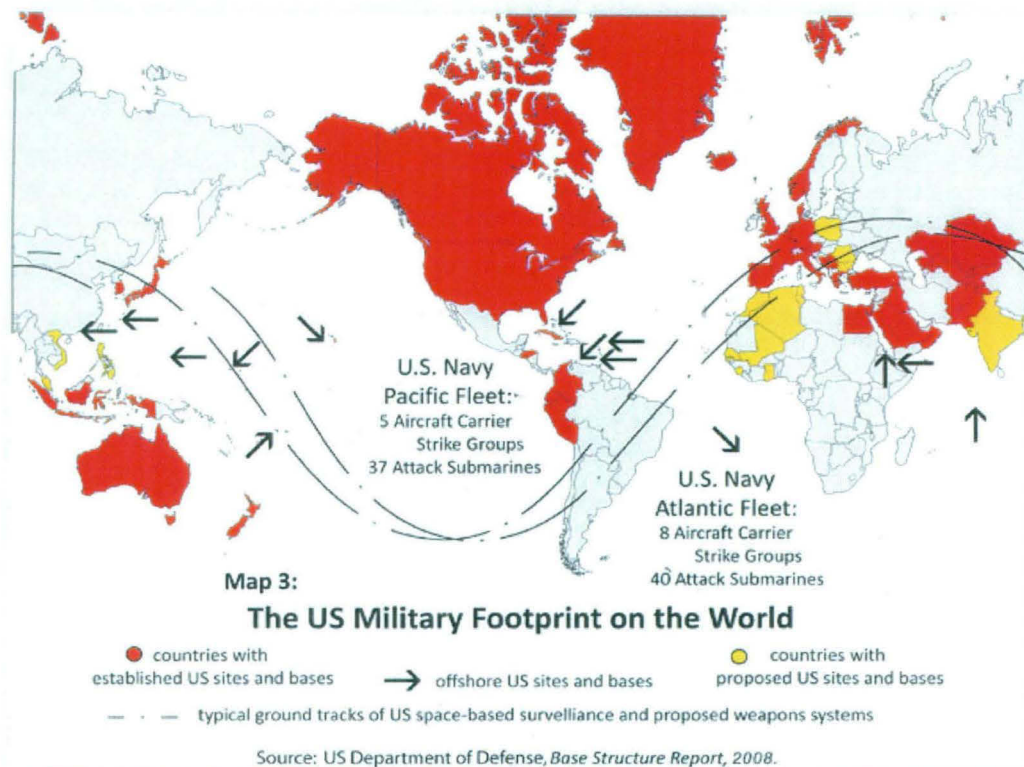 U.S. Navy
Pacific Fleet:
5 Aircraft Carrier
Strike Groups
37 Attack Submarines
U.S. Navy
Atlantic Fleet:
8 Aircraft Carrier
Strike Groups
40 Attack Submarines
Map 3:
The US Military Footprint on the World
countries with
established US sites and bases
offshore US sites and bases
countries with
proposed US sites and bases
typical ground tracks of US space-based survelliance and proposed weapons systems
Source: US Department of Defense, Base Structure Report, 2008.